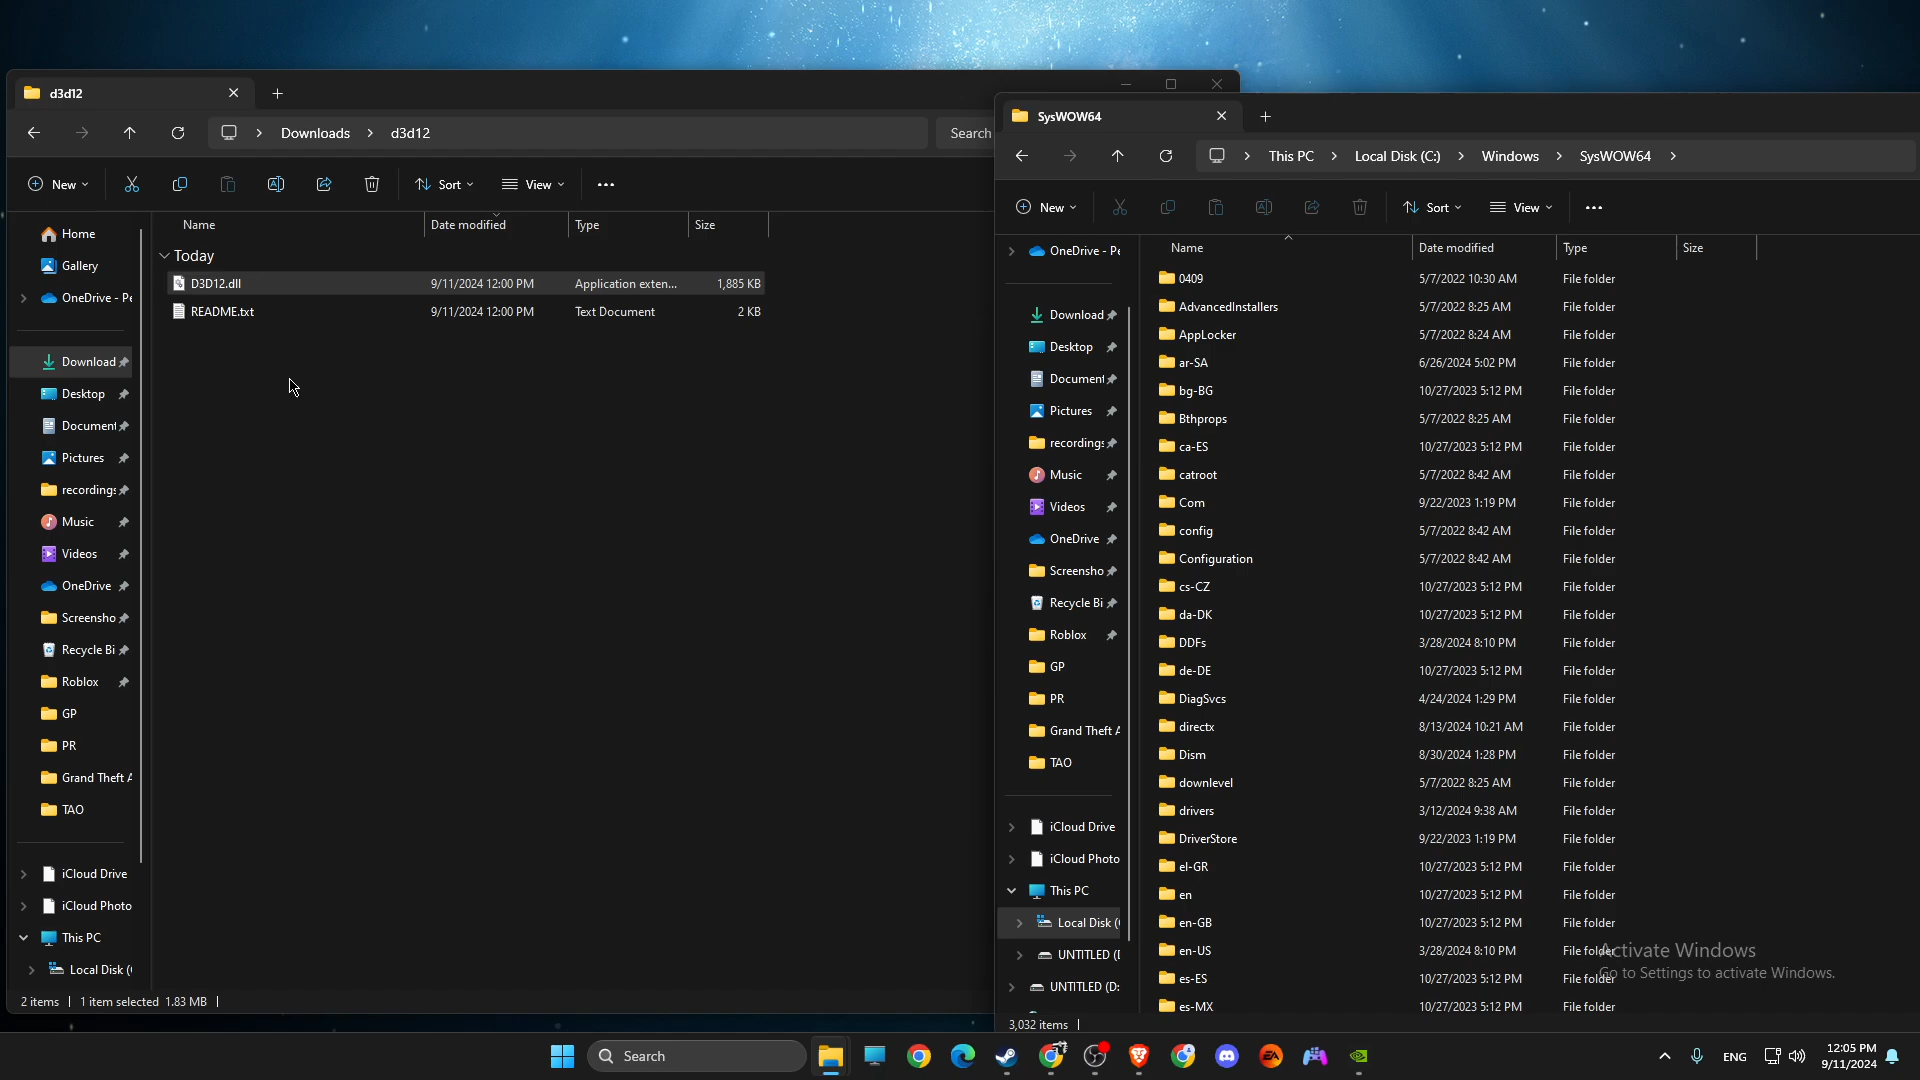 d3d12
Downloads > d3d12
Search
New
Sort
View
Name
Date modified
Type
Size
Today
D3D12.dll 9/11/2024 12:00 PM Application exten... 1,885 KB
README.txt 9/11/2024 12:00 PM Text Document 2 KB
Home
Gallery
OneDrive - Pe
Download
Desktop
Document
Pictures
recordings
Music
Videos
OneDrive
Screensho
Recycle Bi
Roblox
GP
PR
Grand Theft A
TAO
iCloud Drive
iCloud Photo
This PC
Local Disk (
2 items | 1 item selected 1.83 MB |
SysWOW64
This PC > Local Disk (C:) > Windows > SysWOW64 >
New
Sort
View
Name
Date modified
Type
Size
OneDrive - Pe
Download
Desktop
Document
Pictures
recordings
Music
Videos
OneDrive
Screensho
Recycle Bi
Roblox
GP
PR
Grand Theft A
TAO
iCloud Drive
iCloud Photo
This PC
Local Disk (
UNTITLED (
UNTITLED (D:
0409 5/7/2022 10:30 AM File folder
AdvancedInstallers 5/7/2022 8:25 AM File folder
AppLocker 5/7/2022 8:24 AM File folder
ar-SA 6/26/2024 5:02 PM File folder
bg-BG 10/27/2023 5:12 PM File folder
Bthprops 5/7/2022 8:25 AM File folder
ca-ES 10/27/2023 5:12 PM File folder
catroot 5/7/2022 8:42 AM File folder
Com 9/22/2023 1:19 PM File folder
config 5/7/2022 8:42 AM File folder
Configuration 5/7/2022 8:42 AM File folder
cs-CZ 10/27/2023 5:12 PM File folder
da-DK 10/27/2023 5:12 PM File folder
DDFs 3/28/2024 8:10 PM File folder
de-DE 10/27/2023 5:12 PM File folder
DiagSvcs 4/24/2024 1:29 PM File folder
directx 8/13/2024 10:21 AM File folder
Dism 8/30/2024 1:28 PM File folder
downlevel 5/7/2022 8:25 AM File folder
drivers 3/12/2024 9:38 AM File folder
DriverStore 9/22/2023 1:19 PM File folder
el-GR 10/27/2023 5:12 PM File folder
en 10/27/2023 5:12 PM File folder
en-GB 10/27/2023 5:12 PM File folder
en-US 3/28/2024 8:10 PM File folder
es-ES 10/27/2023 5:12 PM File folder
es-MX 10/27/2023 5:12 PM File folder
3,032 items |
Activate Windows
Go to Settings to activate Windows.
Search
EA
ENG
12:05 PM
9/11/2024